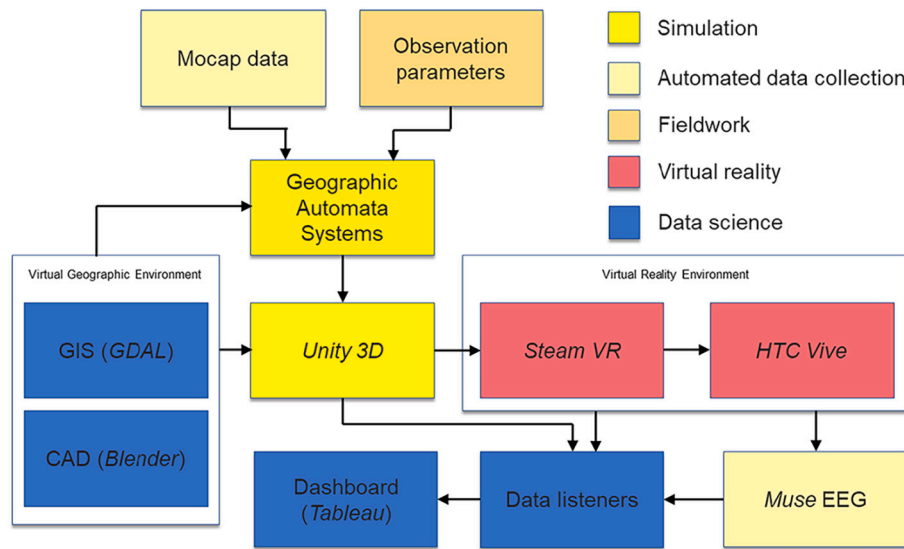 Mocap data
Observation
parameters
Simulation
Automated data collection
Fieldwork
Virtual reality
Data science
Geographic
Automata
Systems
Virtual Geographic Environment
Virtual Reality Environment
GIS (GDAL)
Unity 3D
Steam VR
HTC Vive
CAD (Blender)
Dashboard
(Tableau)
Data listeners
Muse EEG